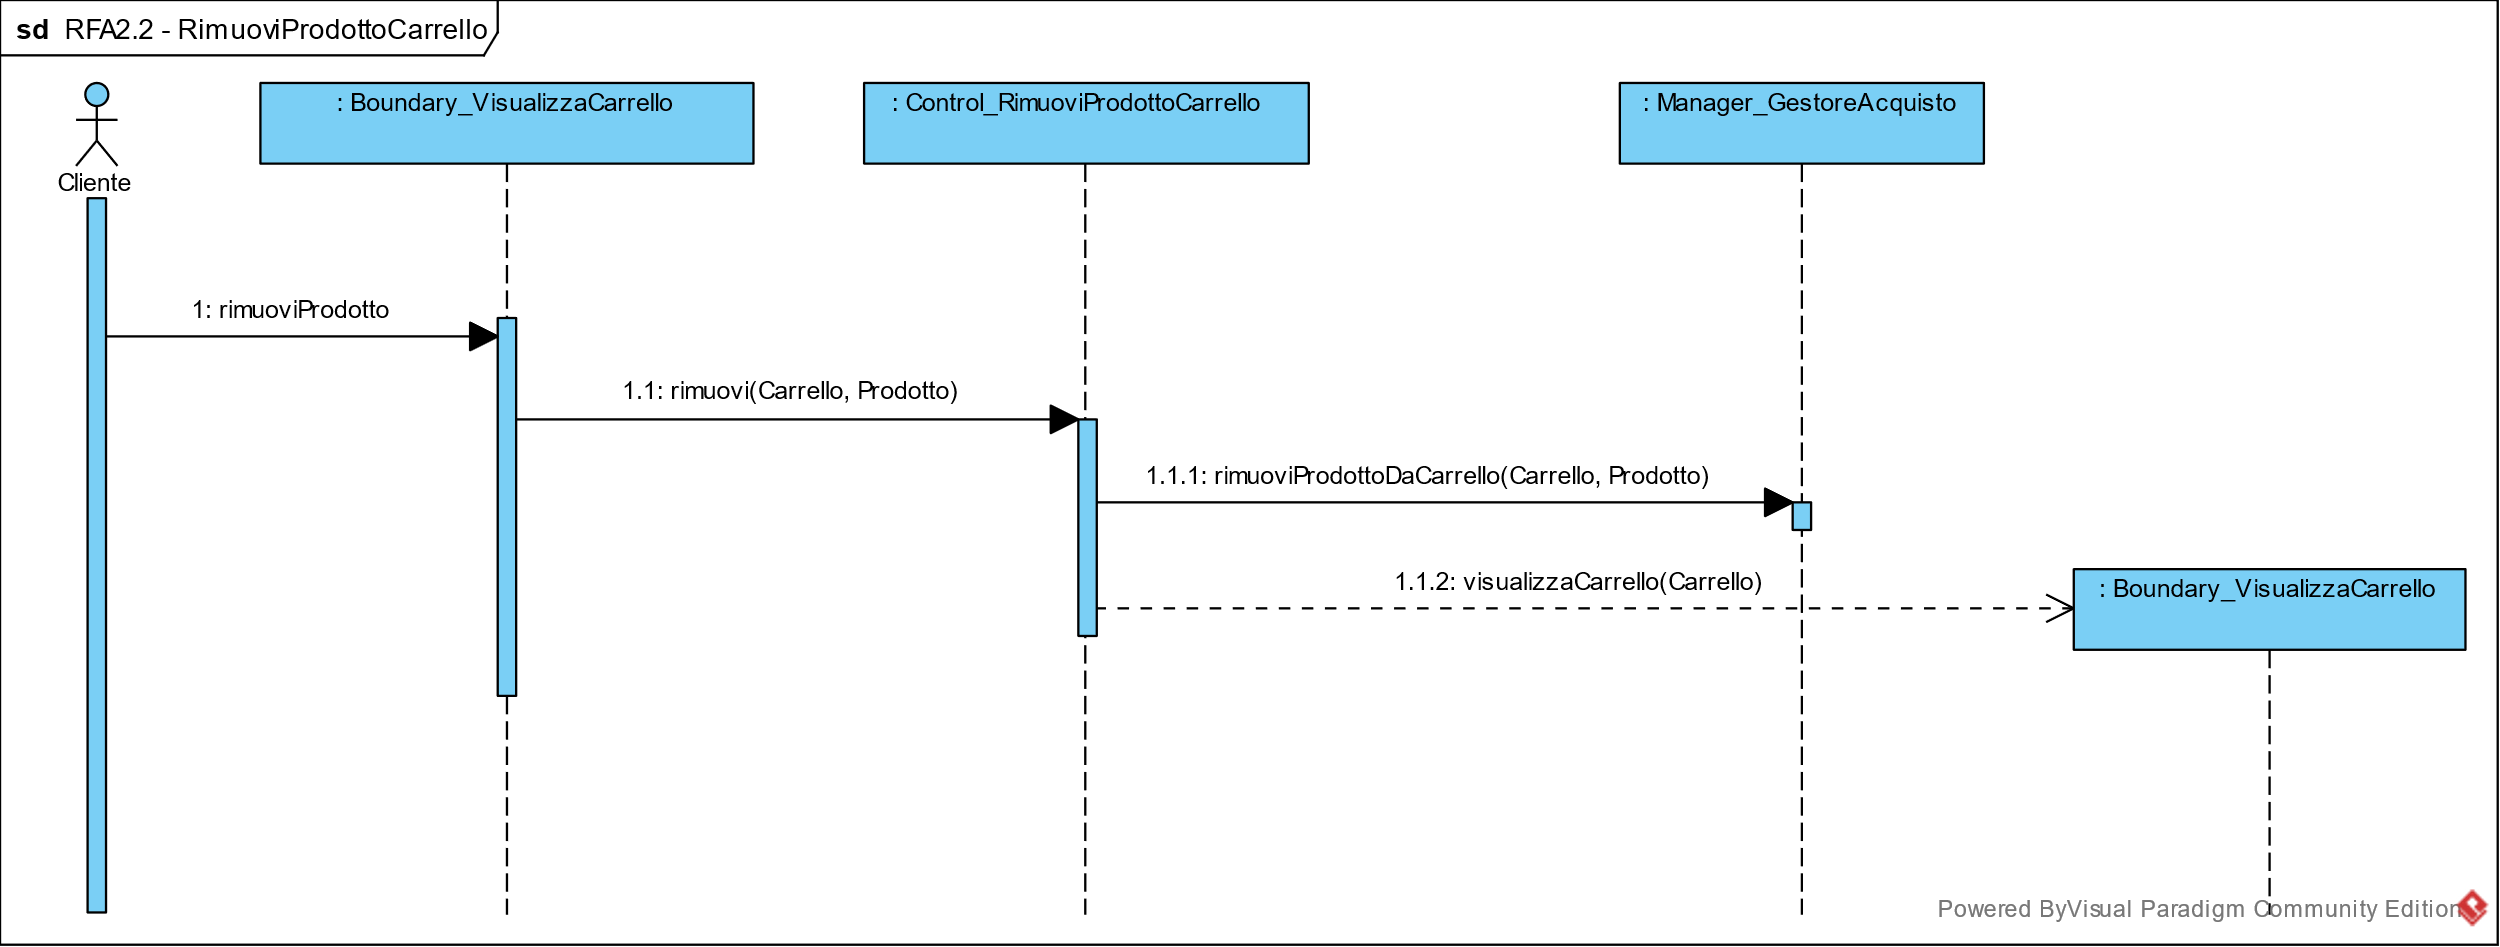 sd RFA2.2 - RimuoviProdottoCarrello
Cliente
: Boundary_VisualizzaCarrello
: Control_RimuoviProdottoCarrello
: Manager_GestoreAcquisto
1: rimuoviProdotto
1.1: rimuovi(Carrello, Prodotto)
1.1.1: rimuoviProdottoDaCarrello(Carrello, Prodotto)
1.1.2: visualizzaCarrello(Carrello)
: Boundary_VisualizzaCarrello
Powered ByVisual Paradigm Community Edition